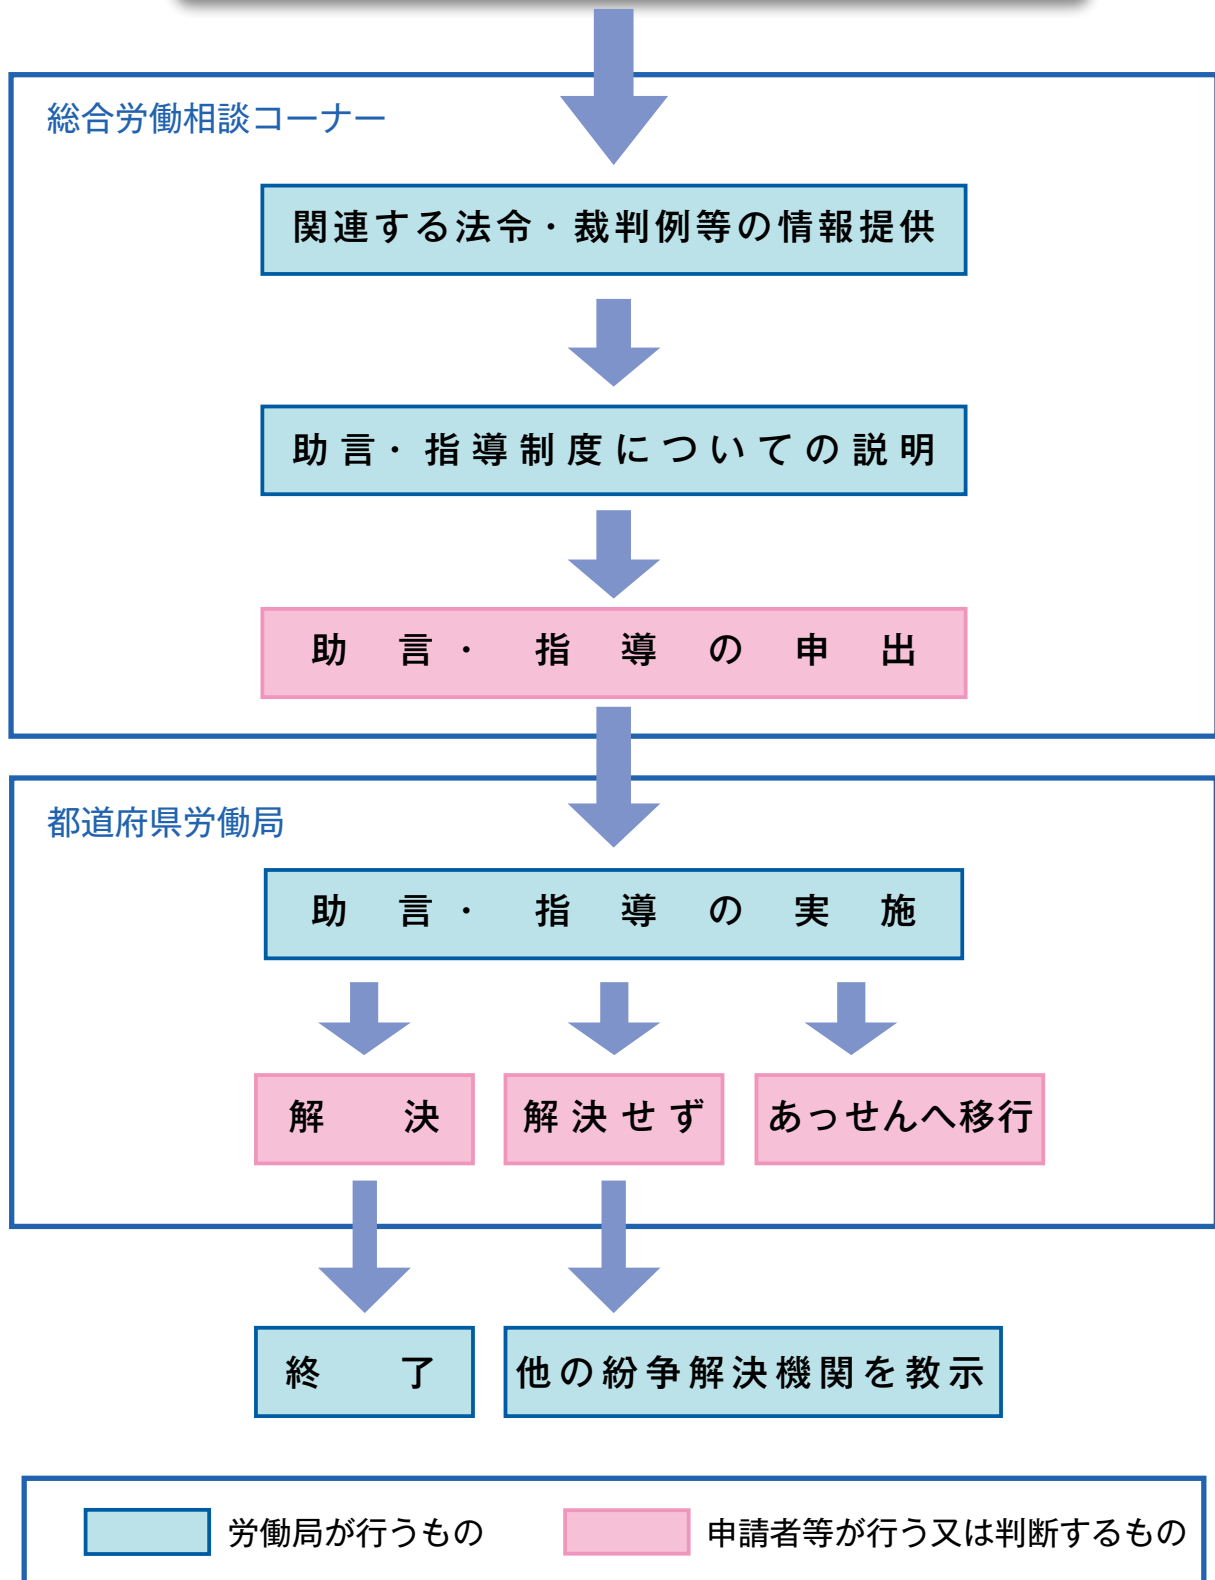 総合労働相談コーナー
関連する法令・裁判例等の情報提供
助言・指導制度についての説明
助言・指導の申出
都道府県労働局
助言・指導の実施
解決
解決せず
あっせんへ移行
終了
他の紛争解決機関を教示
労働局が行うもの
申請者等が行う又は判断するもの